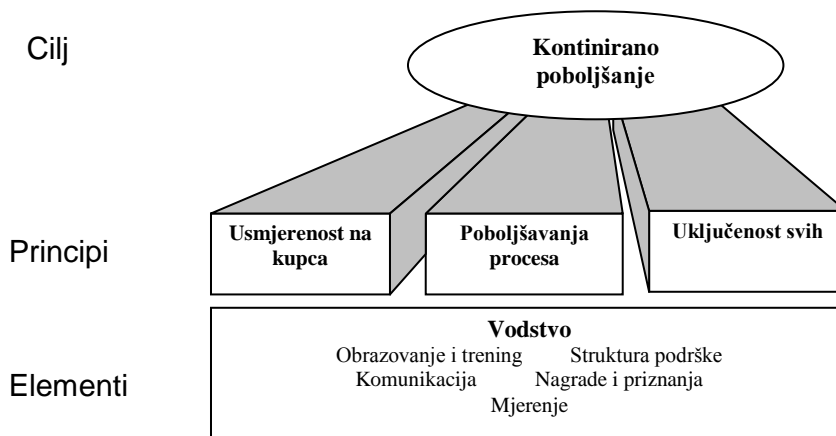 Cilj
Kontinirano
poboljšanje
Principi
Usmjerenost na
kupca
Poboljšavanja
procesa
Uključenost svih
Elementi
Vodstvo
Obrazovanje i trening Struktura podrške
Komunikacija Nagrade i priznanja
Mjerenje